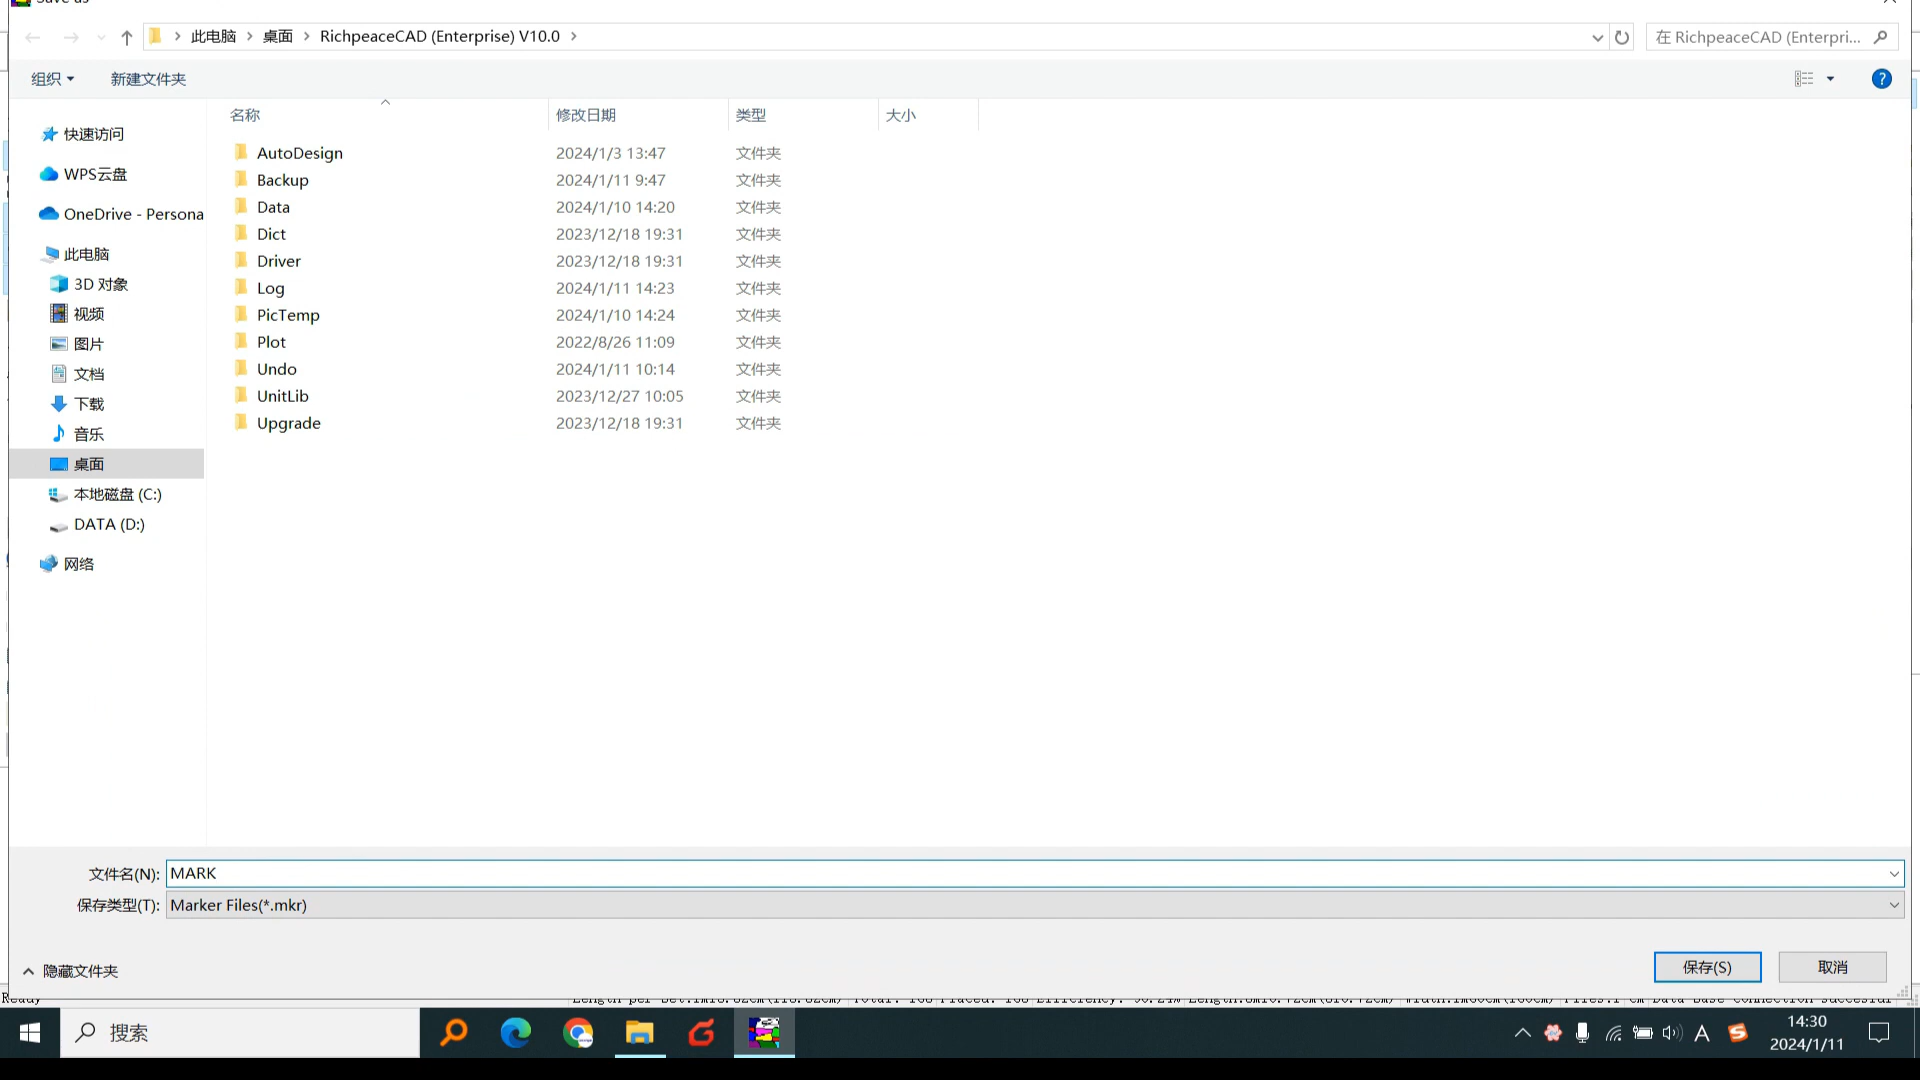 Save as
此电脑 > 桌面 > RichpeaceCAD (Enterprise) V10.0 >
在 RichpeaceCAD (Enterpri...
组织 新建文件夹
名称 修改日期 类型 大小
快速访问
WPS云盘
OneDrive - Persona
此电脑
3D 对象
视频
图片
文档
下载
音乐
桌面
本地磁盘 (C:)
DATA (D:)
网络
AutoDesign 2024/1/3 13:47 文件夹
Backup 2024/1/11 9:47 文件夹
Data 2024/1/10 14:20 文件夹
Dict 2023/12/18 19:31 文件夹
Driver 2023/12/18 19:31 文件夹
Log 2024/1/11 14:23 文件夹
PicTemp 2024/1/10 14:24 文件夹
Plot 2022/8/26 11:09 文件夹
Undo 2024/1/11 10:14 文件夹
UnitLib 2023/12/27 10:05 文件夹
Upgrade 2023/12/18 19:31 文件夹
文件名(N): MARK
保存类型(T): Marker Files(*.mkr)
隐藏文件夹
保存(S) 取消
Ready
搜索
A
14:30
2024/1/11